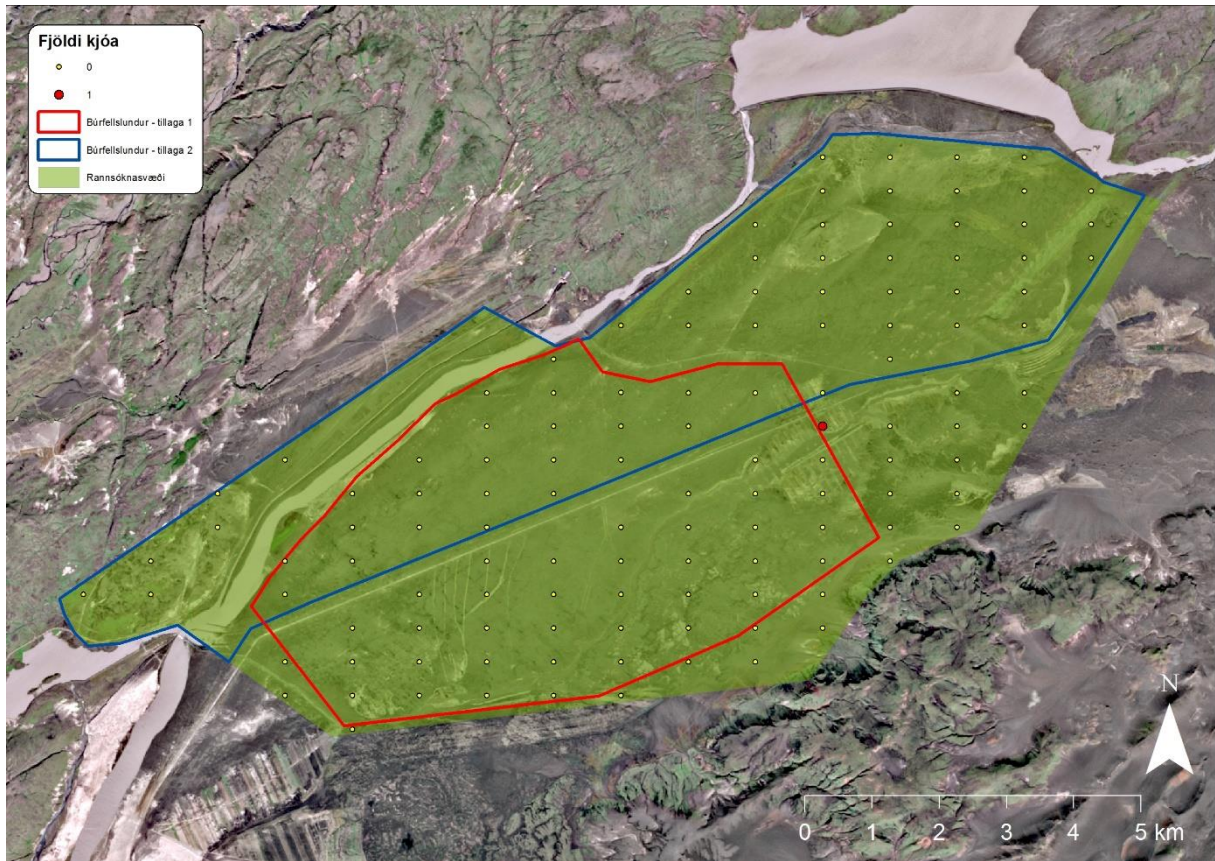 Fjöldi kjóa
0
1
Búrfellslundur - tillaga 1
Búrfellslundur - tillaga 2
Rannsóknasvæði
N
0 1 2 3 4 5 km